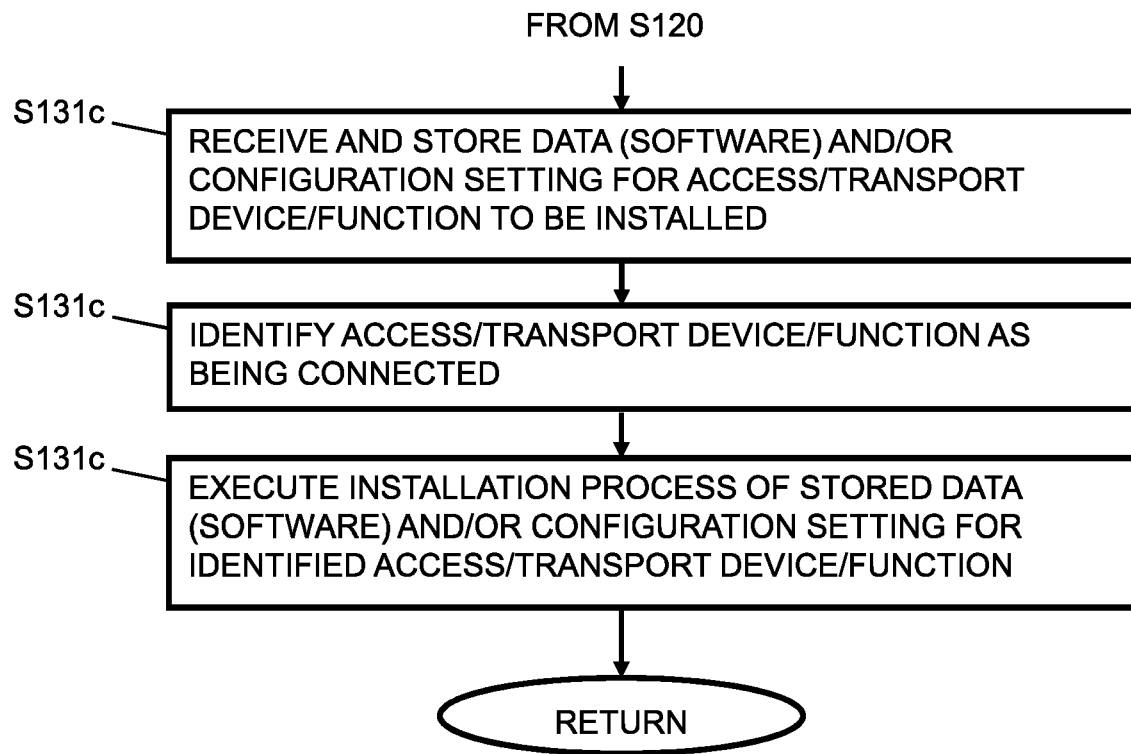 FROM S120
S131c
RECEIVE AND STORE DATA (SOFTWARE) AND/OR
CONFIGURATION SETTING FOR ACCESS/TRANSPORT
DEVICE/FUNCTION TO BE INSTALLED
S131c
IDENTIFY ACCESS/TRANSPORT DEVICE/FUNCTION AS
BEING CONNECTED
S131c
EXECUTE INSTALLATION PROCESS OF STORED DATA
(SOFTWARE) AND/OR CONFIGURATION SETTING FOR
IDENTIFIED ACCESS/TRANSPORT DEVICE/FUNCTION
RETURN